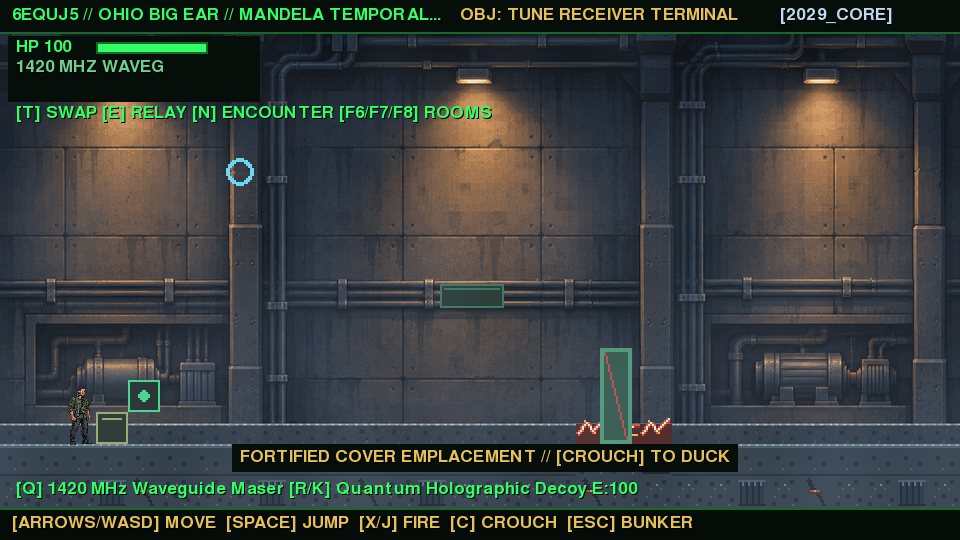 6EQUJ5 // OHIO BIG EAR // MANDELA TEMPORAL... OBJ: TUNE RECEIVER TERMINAL [2029_CORE]
HP 100
1420 MHZ WAVEG
[T] SWAP [E] RELAY [N] ENCOUNTER [F6/F7/F8] ROOMS
FORTIFIED COVER EMPLACEMENT // [CROUCH] TO DUCK
[Q] 1420 MHz Waveguide Maser [R/K] Quantum Holographic Decoy E:100
[ARROWS/WASD] MOVE [SPACE] JUMP [X/J] FIRE [C] CROUCH [ESC] BUNKER